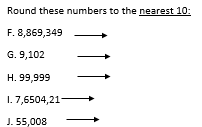 Round these numbers to the nearest 10:
F. 8,869,349
G. 9,102
H. 99,999
I. 7,6504,21
J. 55,008